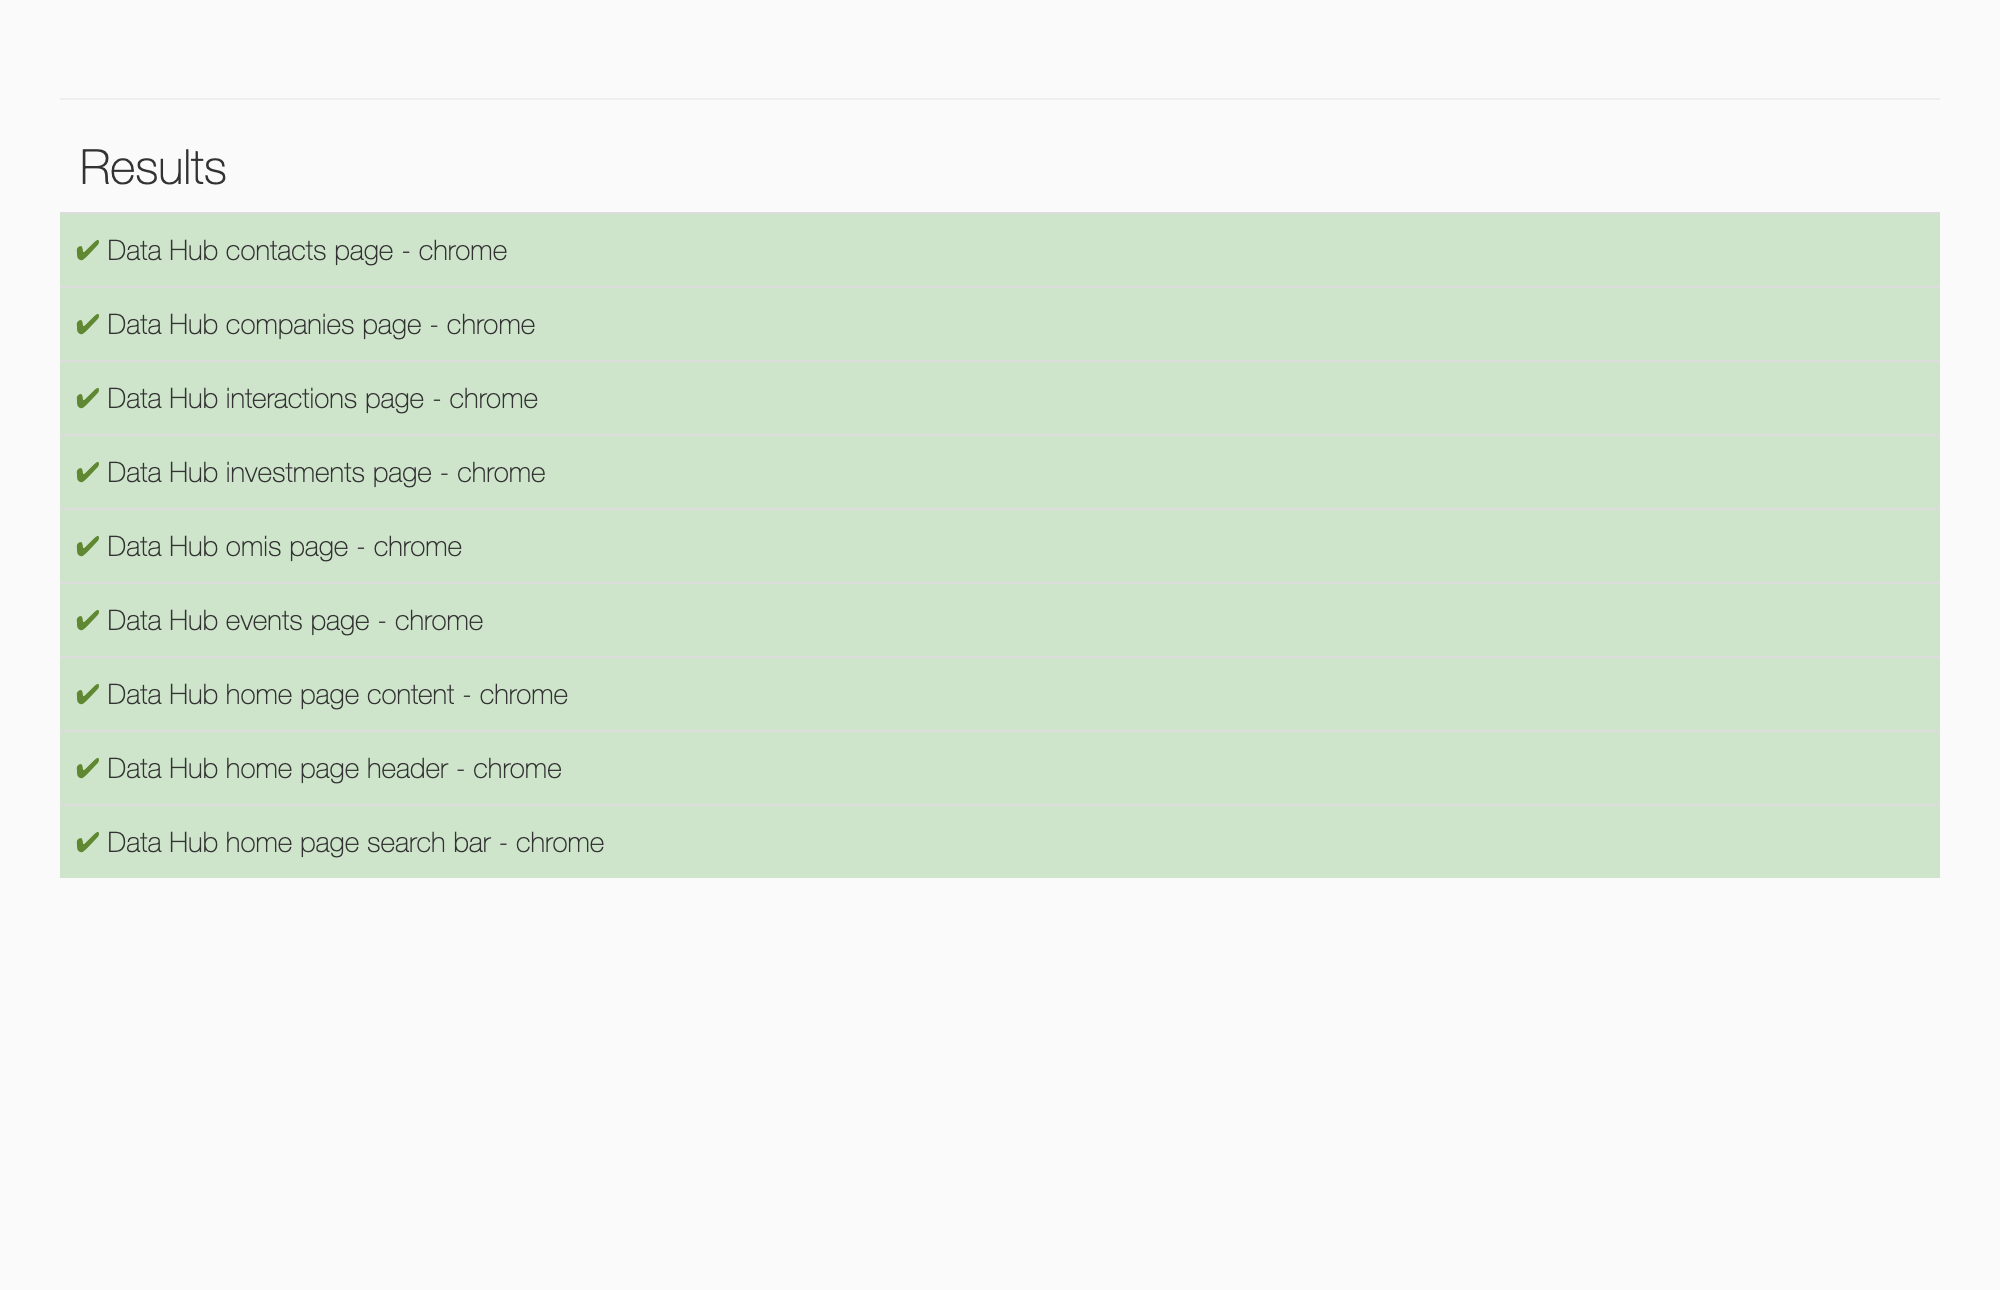 Results
✔ Data Hub contacts page - chrome
✔ Data Hub companies page - chrome
✔ Data Hub interactions page - chrome
✔ Data Hub investments page - chrome
✔ Data Hub omis page - chrome
✔ Data Hub events page - chrome
✔ Data Hub home page content - chrome
✔ Data Hub home page header - chrome
✔ Data Hub home page search bar - chrome